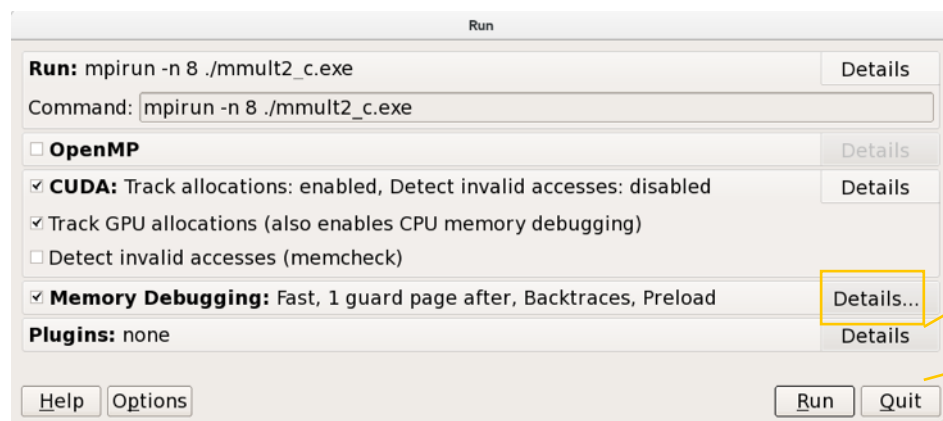 Run
Run: mpirun -n 8 ./mmult2_c.exe Details
Command: mpirun -n 8 ./mmult2_c.exe
OpenMP Details
CUDA: Track allocations: enabled, Detect invalid accesses: disabled Details
Track GPU allocations (also enables CPU memory debugging)
Detect invalid accesses (memcheck)
Memory Debugging: Fast, 1 guard page after, Backtraces, Preload Details...
Plugins: none Details
Help Options Run Quit